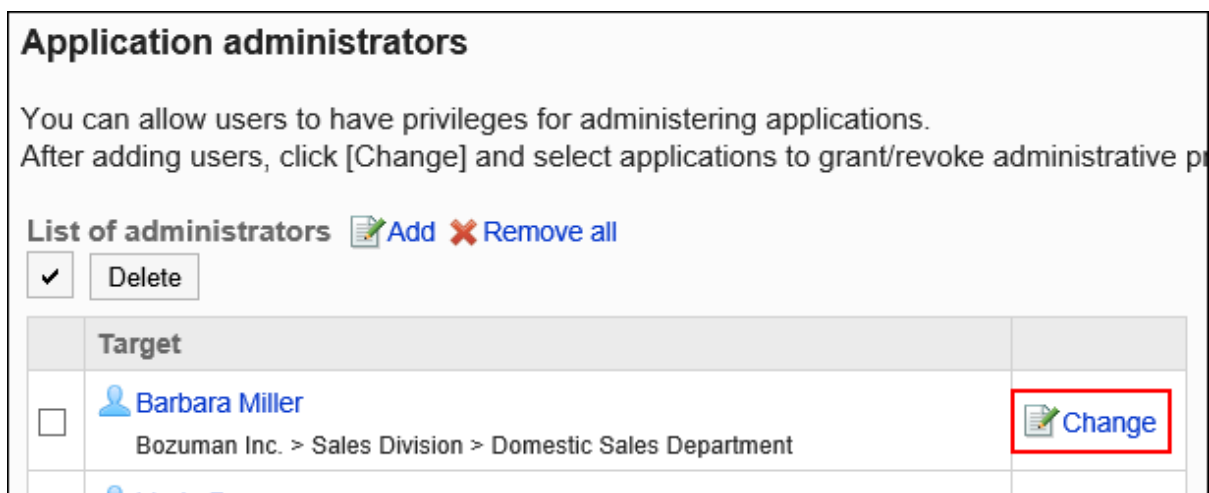 Application administrators
You can allow users to have privileges for administering applications.
After adding users, click [Change] and select applications to grant/revoke administrative
List of administrators Add Remove all
Delete
Target
Barbara Miller
Change
Bozuman Inc. > Sales Division > Domestic Sales Department